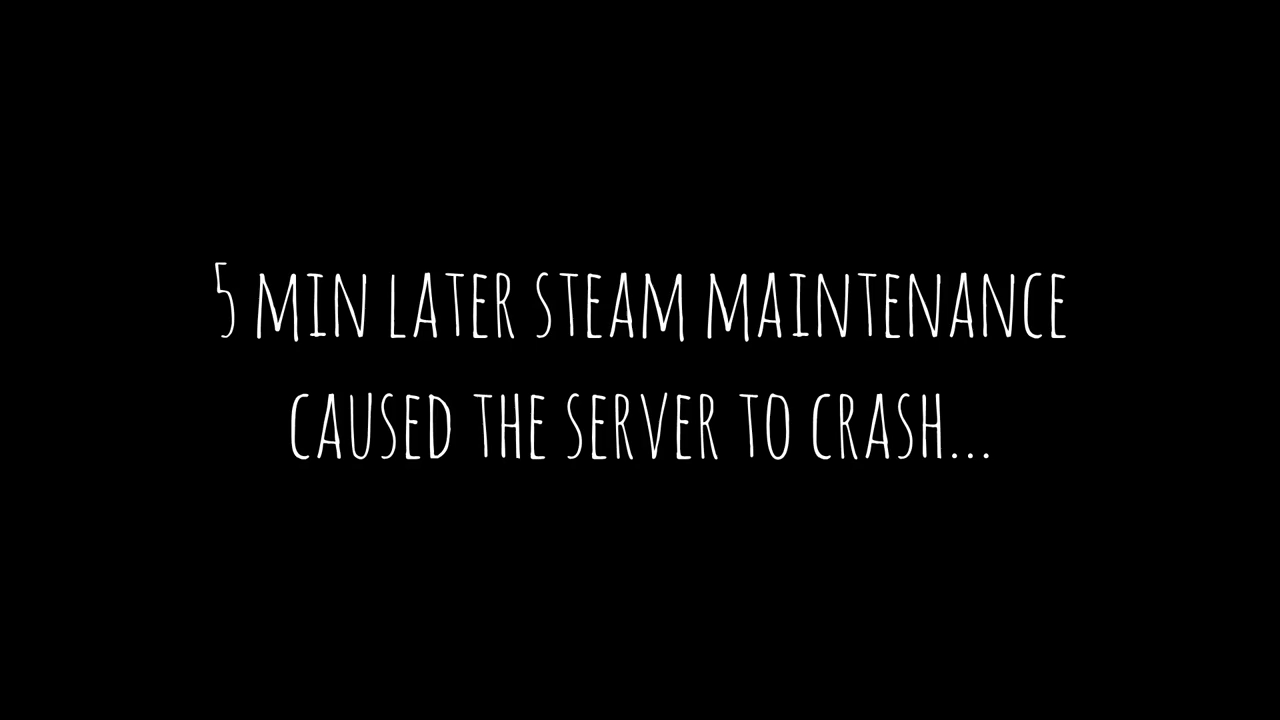 5 MIN LATER STEAM MAINTENANCE
CAUSED THE SERVER TO CRASH...